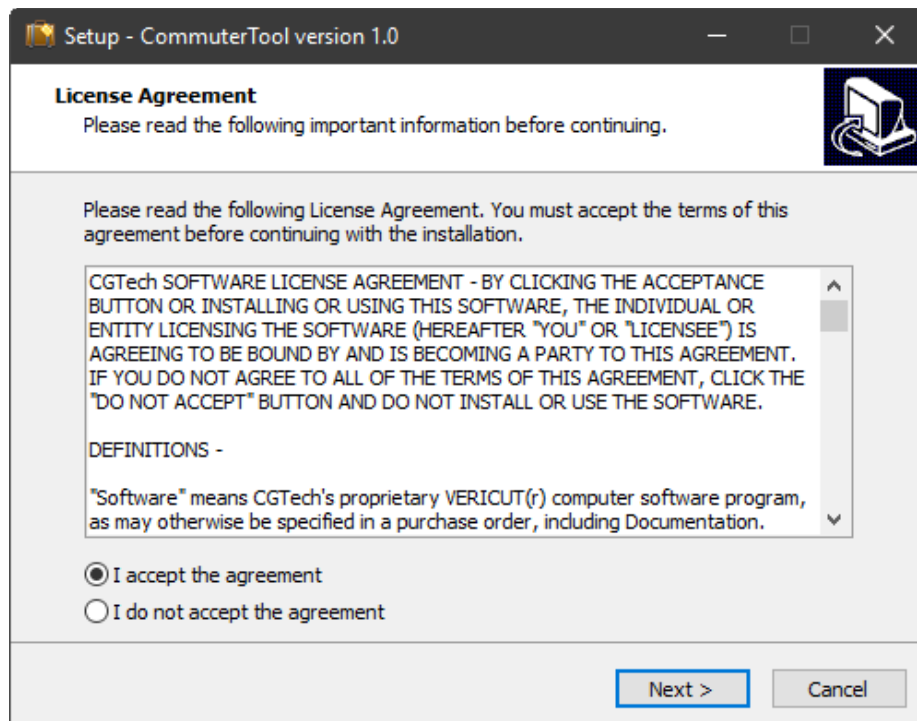 Setup - CommuterTool version 1.0
License Agreement
Please read the following important information before continuing.
Please read the following License Agreement. You must accept the terms of this
agreement before continuing with the installation.
CGTech SOFTWARE LICENSE AGREEMENT - BY CLICKING THE ACCEPTANCE
BUTTON OR INSTALLING OR USING THIS SOFTWARE, THE INDIVIDUAL OR
ENTITY LICENSING THE SOFTWARE (HEREAFTER "YOU" OR "LICENSEE") IS
AGREEING TO BE BOUND BY AND IS BECOMING A PARTY TO THIS AGREEMENT.
IF YOU DO NOT AGREE TO ALL OF THE TERMS OF THIS AGREEMENT, CLICK THE
"DO NOT ACCEPT" BUTTON AND DO NOT INSTALL OR USE THE SOFTWARE.
DEFINITIONS -
"Software" means CGTech's proprietary VERICUT(r) computer software program,
as may otherwise be specified in a purchase order, including Documentation.
I accept the agreement
I do not accept the agreement
Next >
Cancel